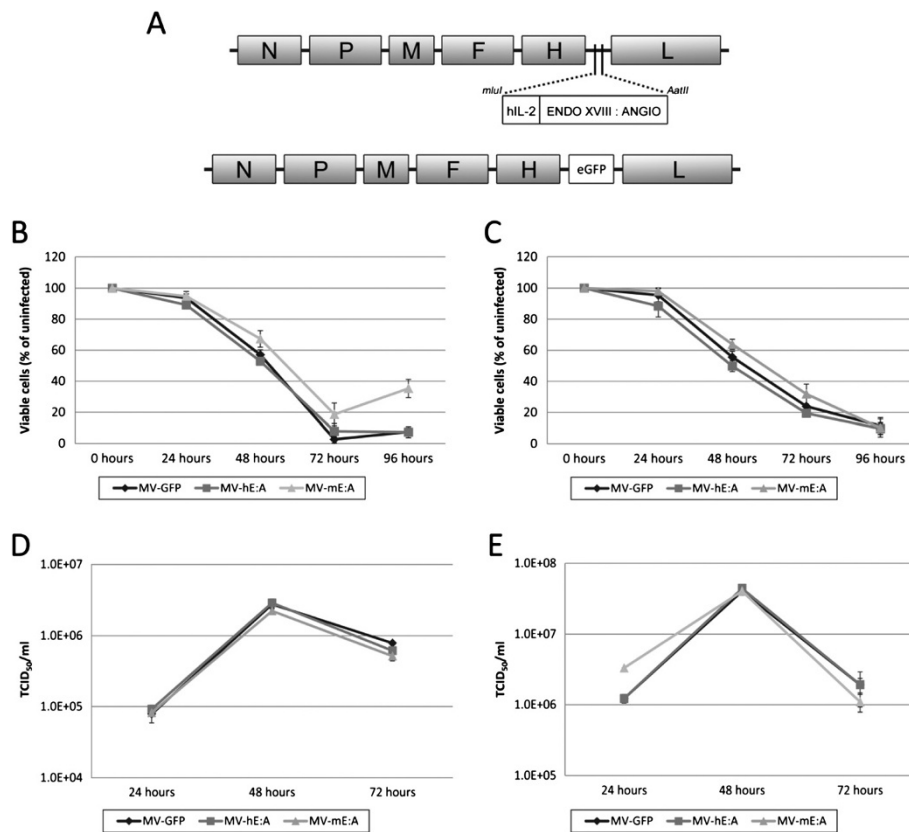 A
N P M F H L
mluI AatII
hIL-2 ENDO XVIII : ANGIO
N P M F H eGFP L
B
Viable cells (% of uninfected)
120
100
80
60
40
20
0
0 hours 24 hours 48 hours 72 hours 96 hours
MV-GFP MV-hE:A MV-mE:A
C
Viable cells (% of uninfected)
120
100
80
60
40
20
0
0 hours 24 hours 48 hours 72 hours 96 hours
MV-GFP MV-hE:A MV-mE:A
D
TCID50/ml
1.0E+07
1.0E+06
1.0E+05
1.0E+04
24 hours 48 hours 72 hours
MV-GFP MV-hE:A MV-mE:A
E
TCID50/ml
1.0E+08
1.0E+07
1.0E+06
1.0E+05
24 hours 48 hours 72 hours
MV-GFP MV-hE:A MV-mE:A